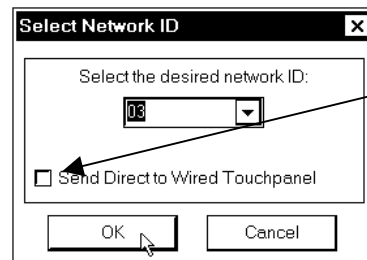 Select Network ID
Select the desired network ID:
03
Send Direct to Wired Touchpanel
OK
Cancel